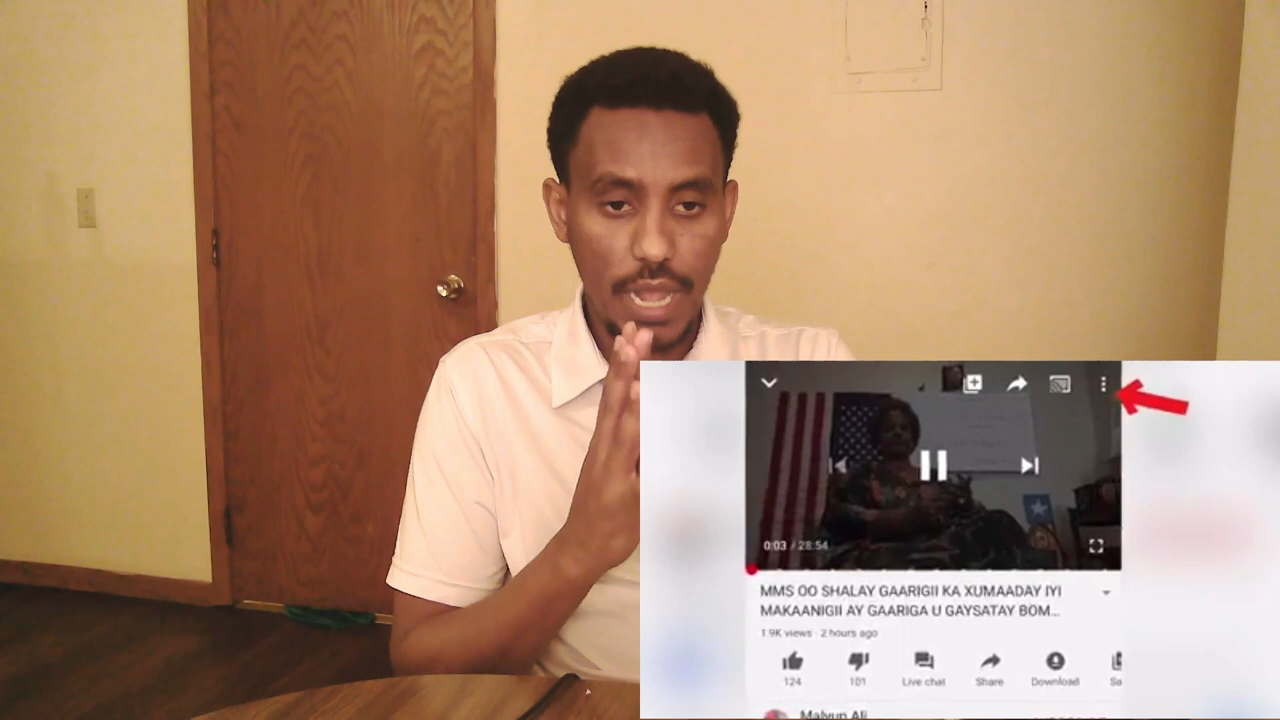 0:03 / 28:54
MMS OO SHALAY GAARIGII KA XUMAADAY IYI
MAKAANIGII AY GAARIGA U GAYSATAY BOM...
1.9K views · 2 hours ago
124
101
Live chat
Share
Download
Sa
Malyun Ali